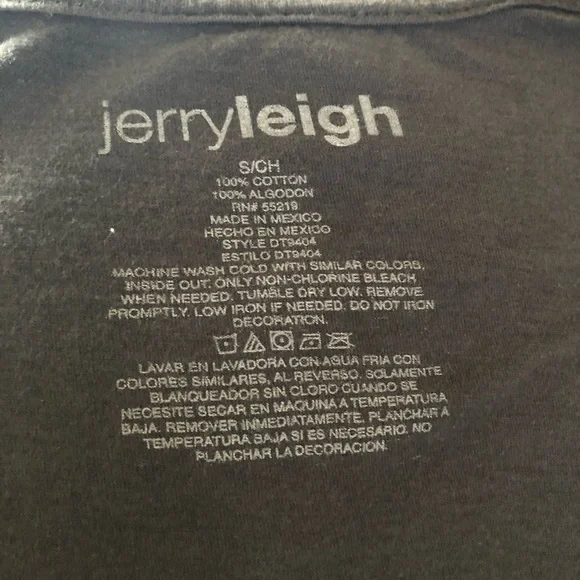 jerryleigh
S/CH
100% COTTON
100% ALGODON
RN# 55219
MADE IN MEXICO
HECHO EN MEXICO
STYLE DT9404
ESTILO DT9404
MACHINE WASH COLD WITH SIMILAR COLORS,
INSIDE OUT. ONLY NON-CHLORINE BLEACH
WHEN NEEDED. TUMBLE DRY LOW. REMOVE
PROMPTLY. LOW IRON IF NEEDED. DO NOT IRON
DECORATION.
LAVAR EN LAVADORA CON AGUA FRIA CON
COLORES SIMILARES, AL REVERSO. SOLAMENTE
BLANQUEADOR SIN CLORO CUANDO SE
NECESITE SECAR EN MAQUINA A TEMPERATURA
BAJA. REMOVER INMEDIATAMENTE. PLANCHAR A
TEMPERATURA BAJA SI ES NECESARIO. NO
PLANCHAR LA DECORACION.